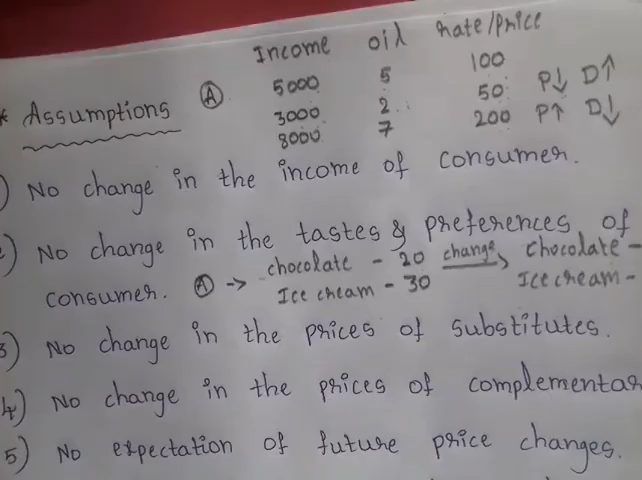 Income oil rate/price
5000 5 100
* Assumptions A 3000 2 50 P↓ D↑
8000 7 200 P↑ D↓
) No change in the income of consumer.
2) No change in the tastes & preferences of
consumer. A → chocolate - 20 change → chocolate -
Ice cream - 30 Ice cream -
3) No change in the prices of substitutes.
4) No change in the prices of complementar
5) No expectation of future price changes.